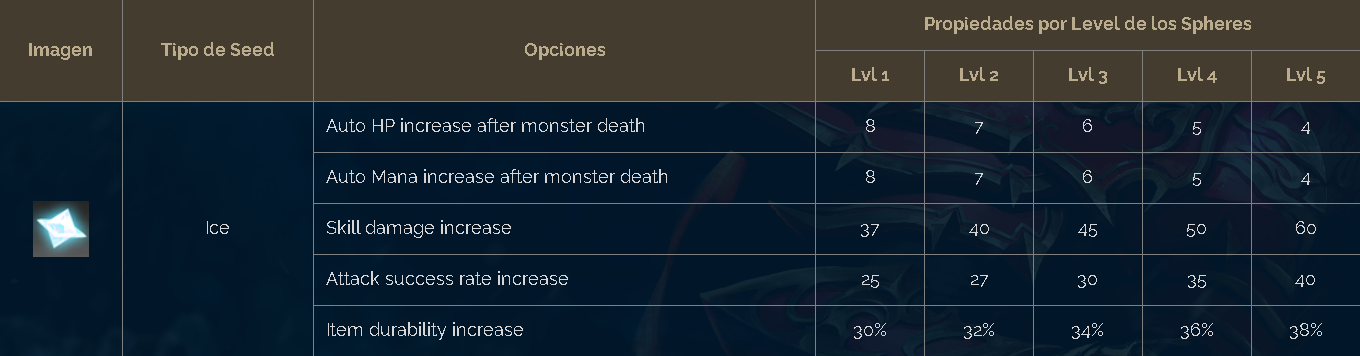 Imagen Tipo de Seed Opciones Propiedades por Level de los Spheres
Lvl 1 Lvl 2 Lvl 3 Lvl 4 Lvl 5
Auto HP increase after monster death 8 7 6 5 4
Auto Mana increase after monster death 8 7 6 5 4
Ice Skill damage increase 37 40 45 50 60
Attack success rate increase 25 27 30 35 40
Item durability increase 30% 32% 34% 36% 38%